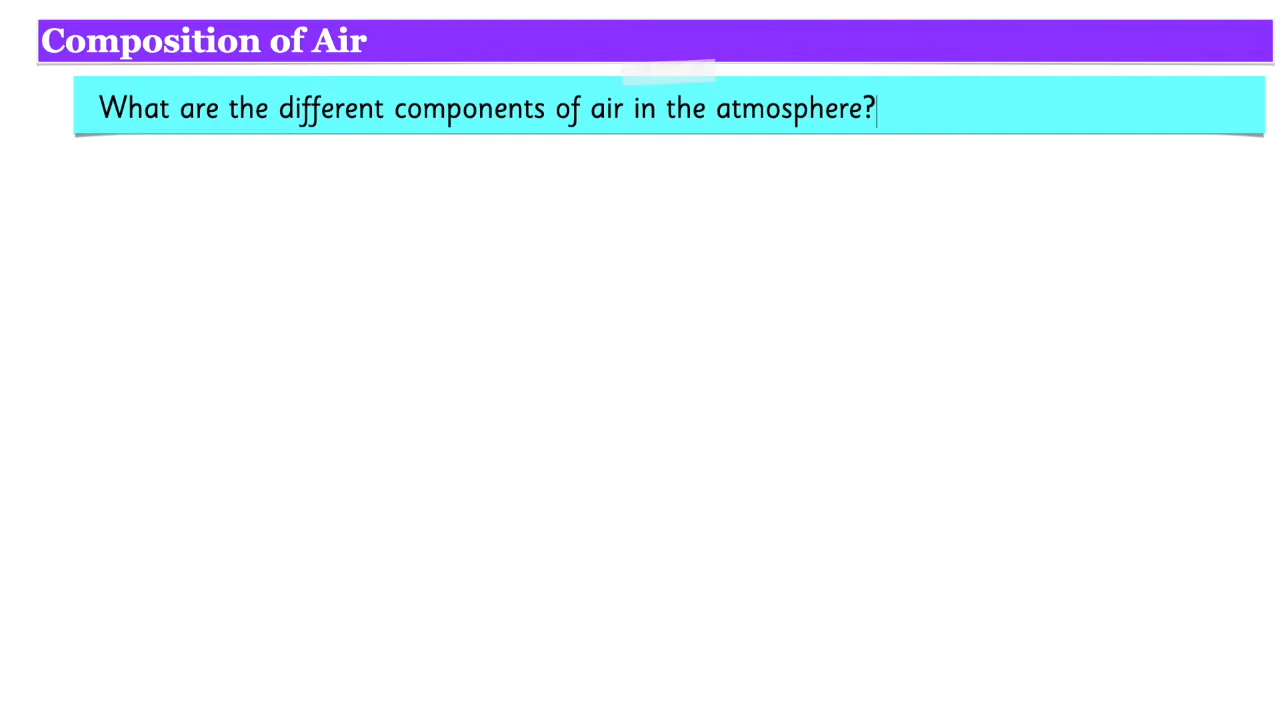 Composition of Air
What are the different components of air in the atmosphere?